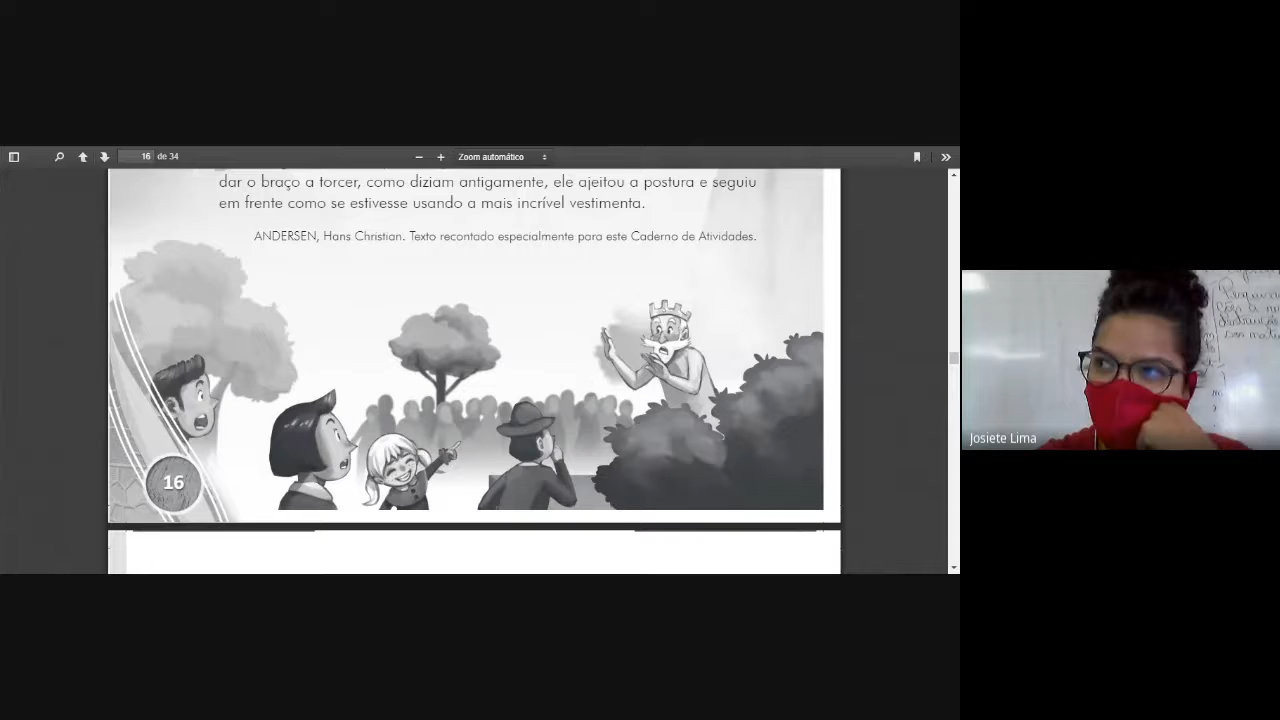 16 de 34
Zoom automático
dar o braço a torcer, como diziam antigamente, ele ajeitou a postura e seguiu
em frente como se estivesse usando a mais incrível vestimenta.
ANDERSEN, Hans Christian. Texto recontado especialmente para este Caderno de Atividades.
16
Josiete Lima